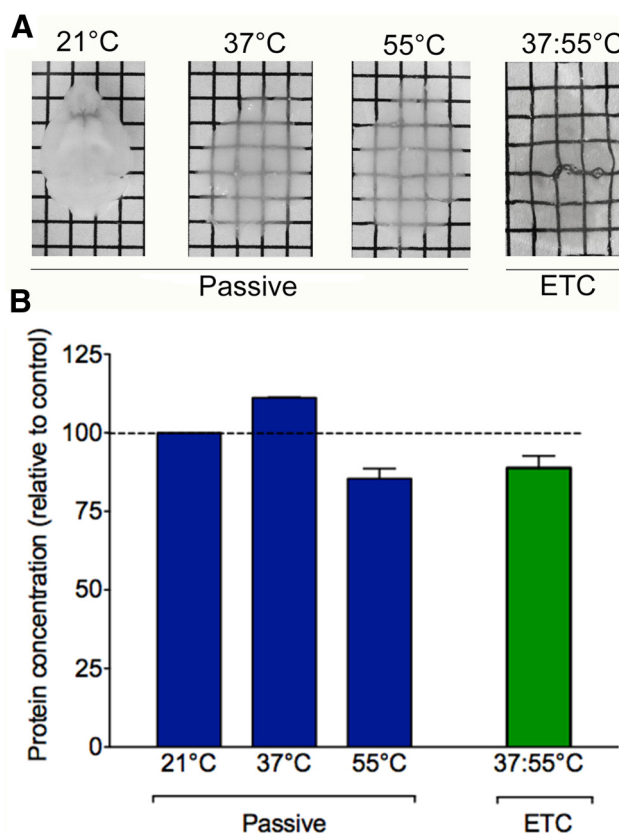 A
21°C 37°C 55°C 37:55°C
Passive ETC
B
Protein concentration (relative to control)
125
100
75
50
25
0
21°C 37°C 55°C 37:55°C
Passive ETC